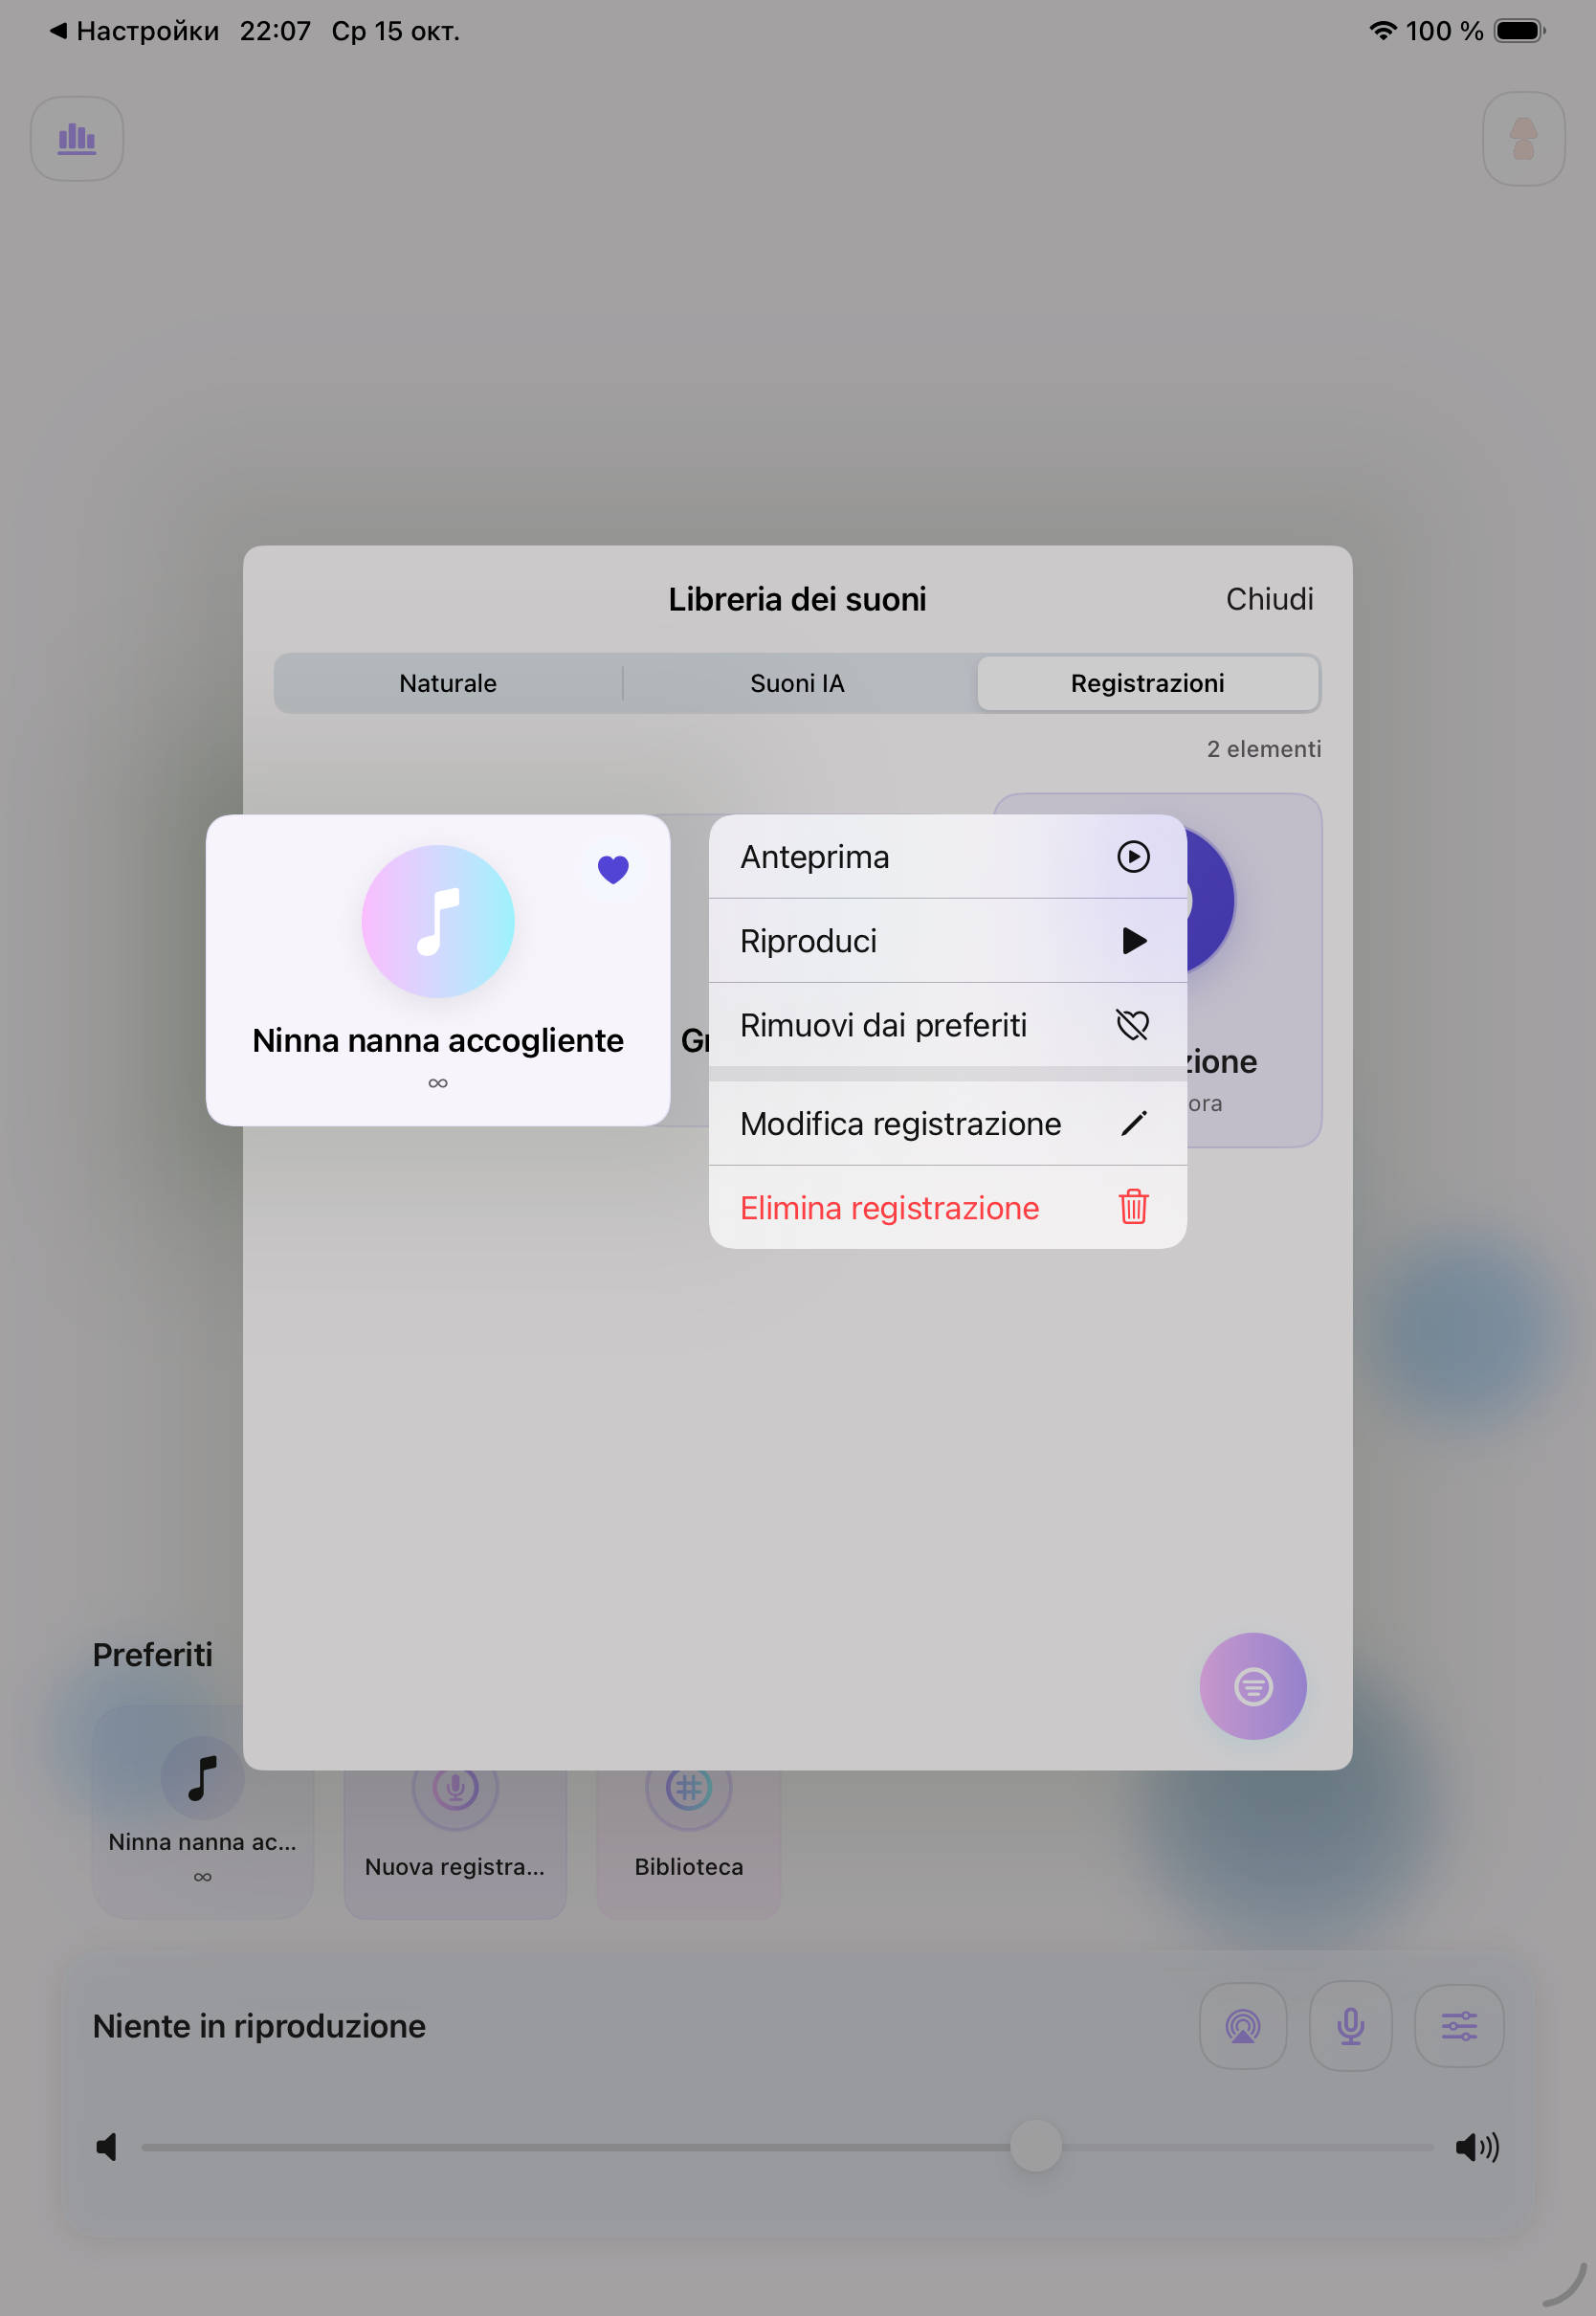 Настройки 22:07 Ср 15 окт. 100 %
Libreria dei suoni
Chiudi
Naturale
Suoni IA
Registrazioni
2 elementi
Ninna nanna accogliente
∞
Anteprima
Riproduci
Rimuovi dai preferiti
Modifica registrazione
Elimina registrazione
ora
Preferiti
Ninna nanna ac...
∞
Nuova registra...
Biblioteca
Niente in riproduzione